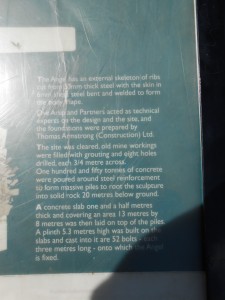 The Angel has an external skeleton of ribs
cut from 35mm thick steel with the skin in
6mm thick steel bent and welded to form
the body shape.
Ove Arup and Partners acted as technical
experts on the design and the site, and
the foundations were prepared by
Thomas Armstrong (Construction) Ltd.
The site was cleared, old mine workings
were filled with grouting and eight holes
drilled, each 3/4 metre across.
One hundred and fifty tonnes of concrete
were poured around steel reinforcement
to form massive piles to root the sculpture
into solid rock 20 metres below ground.
A concrete slab one and a half metres
thick and covering an area 13 metres by
8 metres was then laid on top of the piles.
A plinth 5.3 metres high was built on the
slabs and cast into it are 52 bolts - each
three metres long - onto which the Angel
is fixed.